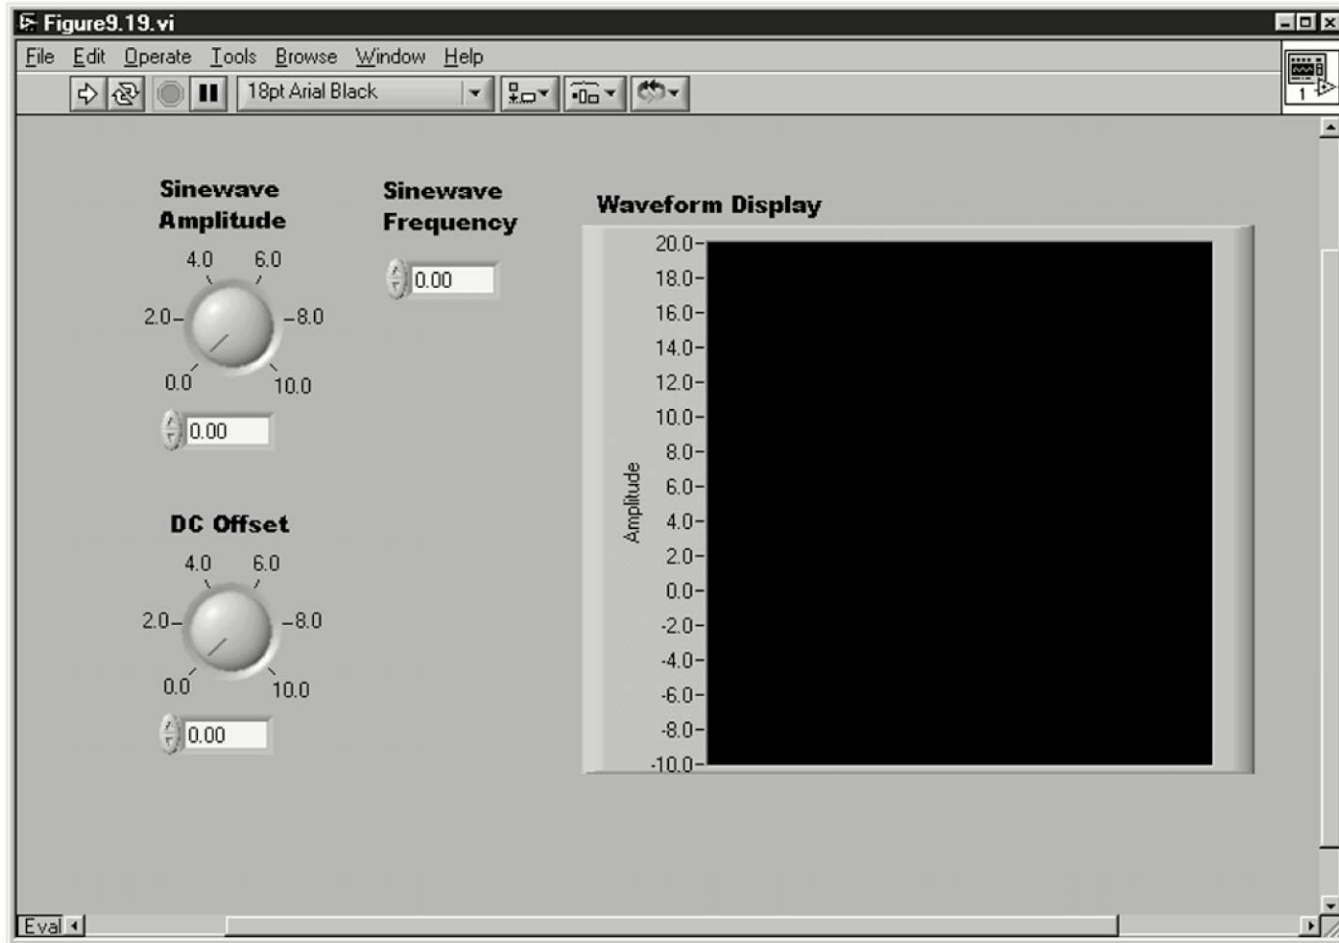 Figure9.19.vi
File Edit Operate Tools Browse Window Help
18pt Arial Black
1
Sinewave
Amplitude
4.0 6.0
2.0 8.0
0.0 10.0
0.00
Sinewave
Frequency
0.00
DC Offset
4.0 6.0
2.0 8.0
0.0 10.0
0.00
Waveform Display
Amplitude
20.0
18.0
16.0
14.0
12.0
10.0
8.0
6.0
4.0
2.0
0.0
-2.0
-4.0
-6.0
-8.0
-10.0
Eval